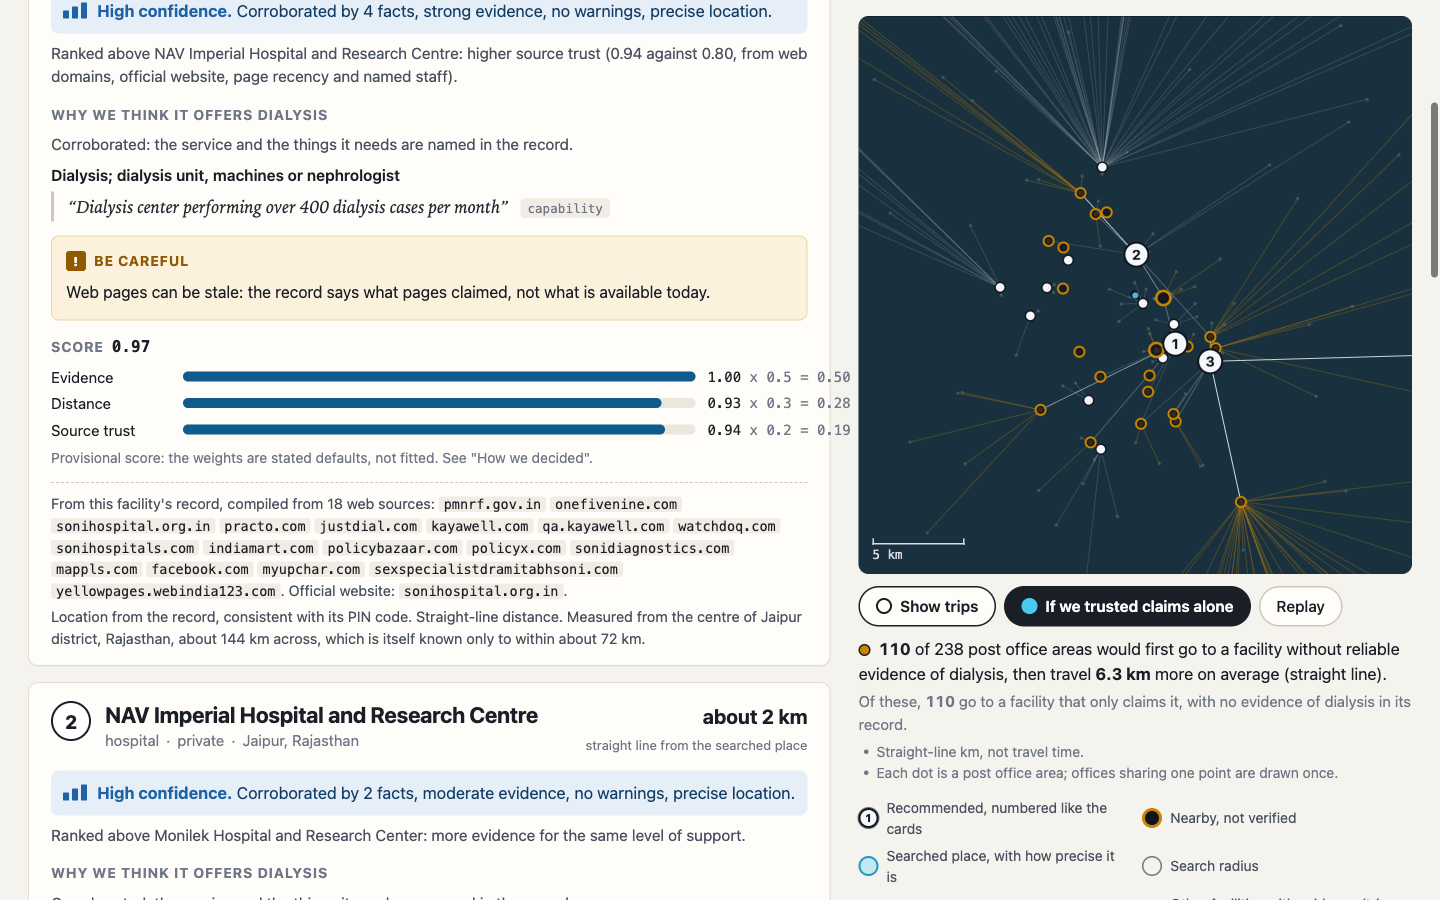 High confidence. Corroborated by 4 facts, strong evidence, no warnings, precise location.
Ranked above NAV Imperial Hospital and Research Centre: higher source trust (0.94 against 0.80, from web
domains, official website, page recency and named staff).
WHY WE THINK IT OFFERS DIALYSIS
Corroborated: the service and the things it needs are named in the record.
Dialysis; dialysis unit, machines or nephrologist
“Dialysis center performing over 400 dialysis cases per month” capability
! BE CAREFUL
Web pages can be stale: the record says what pages claimed, not what is available today.
SCORE 0.97
Evidence 1.00 x 0.5 = 0.50
Distance 0.93 x 0.3 = 0.28
Source trust 0.94 x 0.2 = 0.19
Provisional score: the weights are stated defaults, not fitted. See "How we decided".
From this facility's record, compiled from 18 web sources: pmnrf.gov.in onefivenine.com
sonihospital.org.in practo.com justdial.com kayawell.com qa.kayawell.com watchdoq.com
sonihospitals.com indiamart.com policybazaar.com policyx.com sonidiagnostics.com
mappls.com facebook.com myupchar.com sexspecialistdramitabhsoni.com
yellowpages.webindia123.com. Official website: sonihospital.org.in.
Location from the record, consistent with its PIN code. Straight-line distance. Measured from the centre of Jaipur
district, Rajasthan, about 144 km across, which is itself known only to within about 72 km.
2 NAV Imperial Hospital and Research Centre about 2 km
hospital · private · Jaipur, Rajasthan straight line from the searched place
High confidence. Corroborated by 2 facts, moderate evidence, no warnings, precise location.
Ranked above Monilek Hospital and Research Center: more evidence for the same level of support.
WHY WE THINK IT OFFERS DIALYSIS
2
1
3
5 km
Show trips If we trusted claims alone Replay
110 of 238 post office areas would first go to a facility without reliable
evidence of dialysis, then travel 6.3 km more on average (straight line).
Of these, 110 go to a facility that only claims it, with no evidence of dialysis in its
record.
• Straight-line km, not travel time.
• Each dot is a post office area; offices sharing one point are drawn once.
1 Recommended, numbered like the
cards
Nearby, not verified
Searched place, with how precise it
is
Search radius